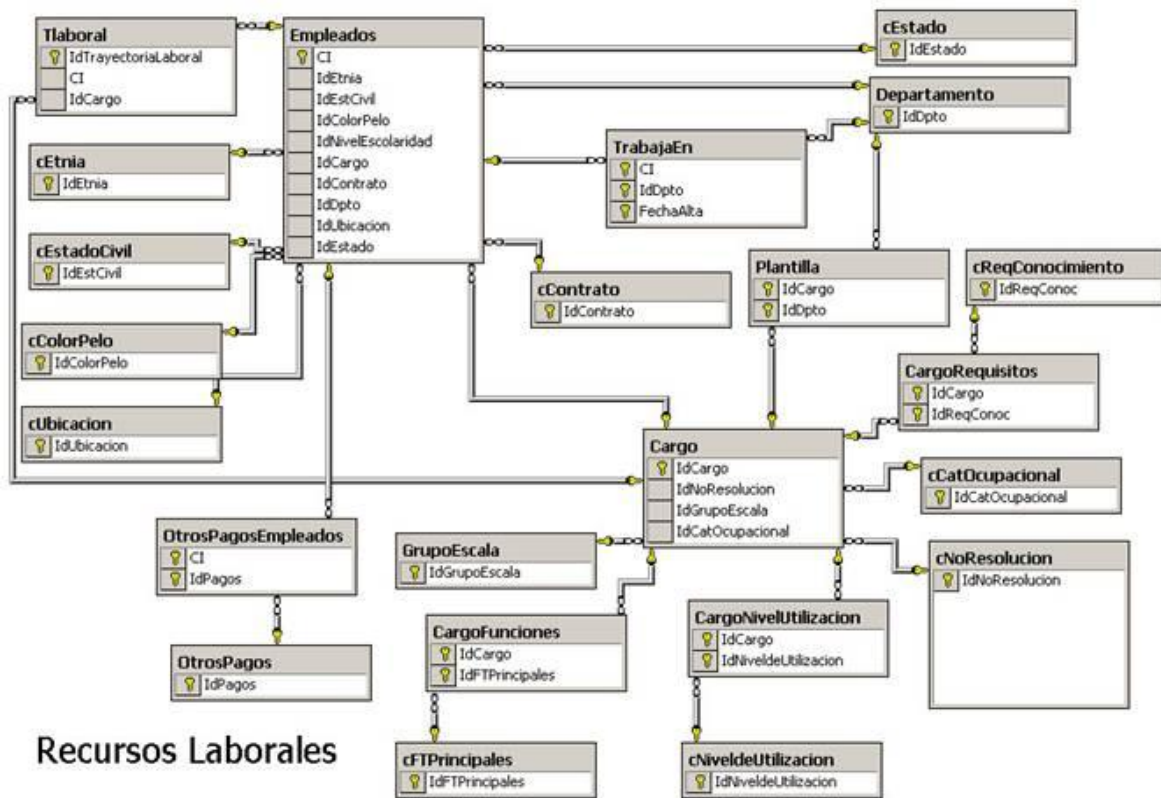 Tlaboral
IdTrayectoriaLaboral
CI
IdCargo
Empleados
CI
IdEtnia
IdEstCivil
IdColorPelo
IdNivelEscolaridad
IdCargo
IdContrato
IdDpto
IdUbicacion
IdEstado
cEstado
IdEstado
Departamento
IdDpto
TrabajaEn
CI
IdDpto
FechaAlta
cEtnia
IdEtnia
cEstadoCivil
IdEstCivil
cContrato
IdContrato
Plantilla
IdCargo
IdDpto
cReqConocimiento
IdReqConoc
cColorPelo
IdColorPelo
CargoRequisitos
IdCargo
IdReqConoc
cUbicacion
IdUbicacion
Cargo
IdCargo
IdNoResolucion
IdGrupoEscala
IdCatOcupacional
cCatOcupacional
IdCatOcupacional
OtrosPagosEmpleados
CI
IdPagos
GrupoEscala
IdGrupoEscala
cNoResolucion
IdNoResolucion
CargoFunciones
IdCargo
IdFTPrincipales
CargoNivelUtilizacion
IdCargo
IdNiveldeUtilizacion
OtrosPagos
IdPagos
Recursos Laborales
cFTPrincipales
IdFTPrincipales
cNiveldeUtilizacion
IdNiveldeUtilizacion